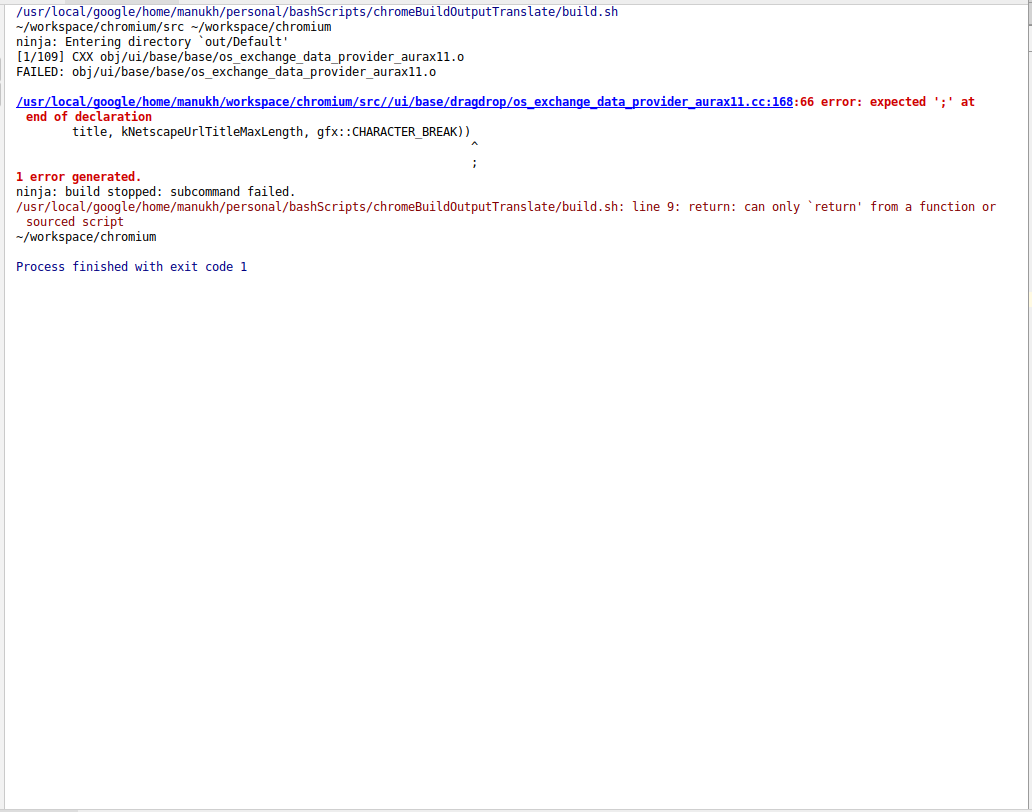 /usr/local/google/home/manukh/personal/bashScripts/chromeBuildOutputTranslate/build.sh
~/workspace/chromium/src ~/workspace/chromium
ninja: Entering directory `out/Default'
[1/109] CXX obj/ui/base/base/os_exchange_data_provider_aurax11.o
FAILED: obj/ui/base/base/os_exchange_data_provider_aurax11.o
/usr/local/google/home/manukh/workspace/chromium/src//ui/base/dragdrop/os_exchange_data_provider_aurax11.cc:168:66 error: expected ';' at
end of declaration
title, kNetscapeUrlTitleMaxLength, gfx::CHARACTER_BREAK))
^
;
1 error generated.
ninja: build stopped: subcommand failed.
/usr/local/google/home/manukh/personal/bashScripts/chromeBuildOutputTranslate/build.sh: line 9: return: can only `return' from a function or
sourced script
~/workspace/chromium
Process finished with exit code 1